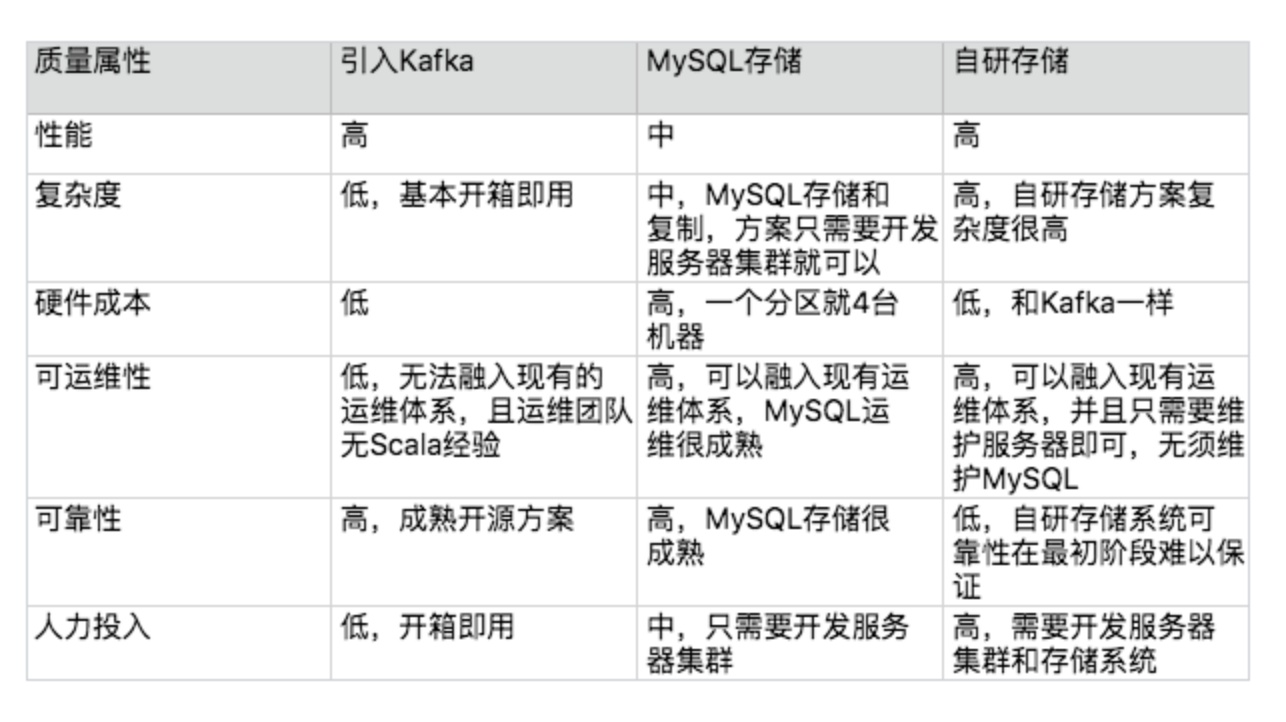 质量属性
引入Kafka
MySQL存储
自研存储
性能
高
中
高
复杂度
低，基本开箱即用
中，MySQL存储和
复制，方案只需要开发
服务器集群就可以
高，自研存储方案复
杂度很高
硬件成本
低
高，一个分区就4台
机器
低，和Kafka一样
可运维性
低，无法融入现有的
运维体系，且运维团队
无Scala经验
高，可以融入现有运
维体系，MySQL运
维很成熟
高，可以融入现有运
维体系，并且只需要维
护服务器即可，无须维
护MySQL
可靠性
高，成熟开源方案
高，MySQL存储很
成熟
低，自研存储系统可
靠性在最初阶段难以保
证
人力投入
低，开箱即用
中，只需要开发服务
器集群
高，需要开发服务器
集群和存储系统